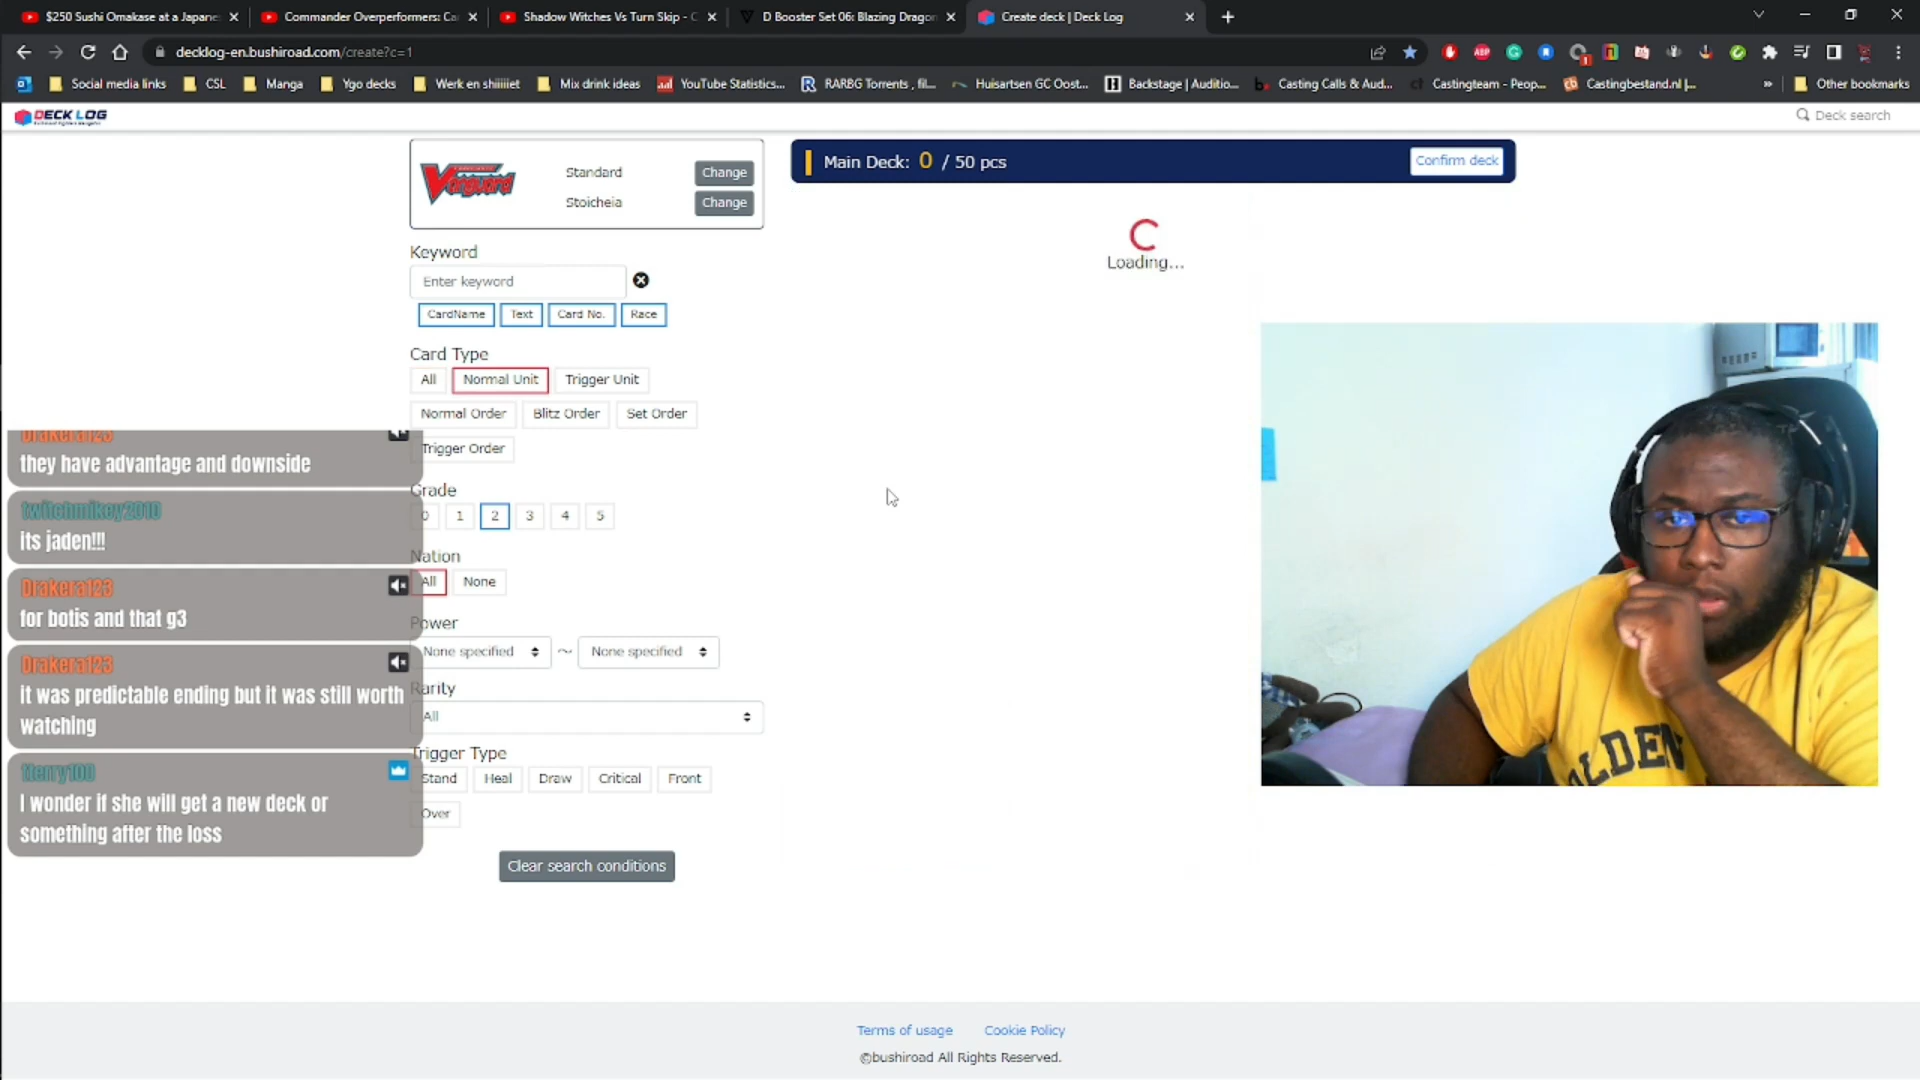 $250 Sushi Omakase at a Japane
Commander Overperformers: Ca
Shadow Witches Vs Turn Skip - C
D Booster Set 06: Blazing Dragon
Create deck | Deck Log
decklog-en.bushiroad.com/create?c=1
Social media links
CSL
Manga
Ygo decks
Werk en shiiiiet
Mix drink ideas
YouTube Statistics...
RARBG Torrents , fil...
Huisartsen GC Oost...
Backstage | Auditio...
Casting Calls & Aud...
Castingteam - Peop...
Castingbestand.nl |...
Other bookmarks
DECK LOG
Deck search
Vanguard
Standard
Change
Stoicheia
Change
Main Deck: 0 / 50 pcs
Confirm deck
Loading...
Keyword
Enter keyword
CardName
Text
Card No.
Race
Card Type
All
Normal Unit
Trigger Unit
Normal Order
Blitz Order
Set Order
Trigger Order
Grade
0
1
2
3
4
5
Nation
All
None
Power
None specified
~
None specified
Rarity
All
Trigger Type
Stand
Heal
Draw
Critical
Front
Over
Clear search conditions
Drakera123
they have advantage and downside
twitchmikey2010
its jaden!!!
Drakera123
for botis and that g3
Drakera123
it was predictable ending but it was still worth
watching
tterry100
I wonder if she will get a new deck or
something after the loss
Terms of usage
Cookie Policy
©bushiroad All Rights Reserved.